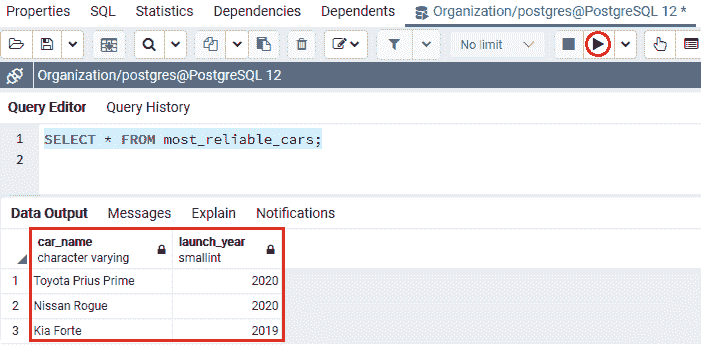 Properties SQL Statistics Dependencies Dependents Organization/postgres@PostgreSQL 12 *
No limit
Organization/postgres@PostgreSQL 12
Query Editor Query History
1 SELECT * FROM most_reliable_cars;
2
Data Output Messages Explain Notifications
car_name launch_year
character varying smallint
1 Toyota Prius Prime 2020
2 Nissan Rogue 2020
3 Kia Forte 2019